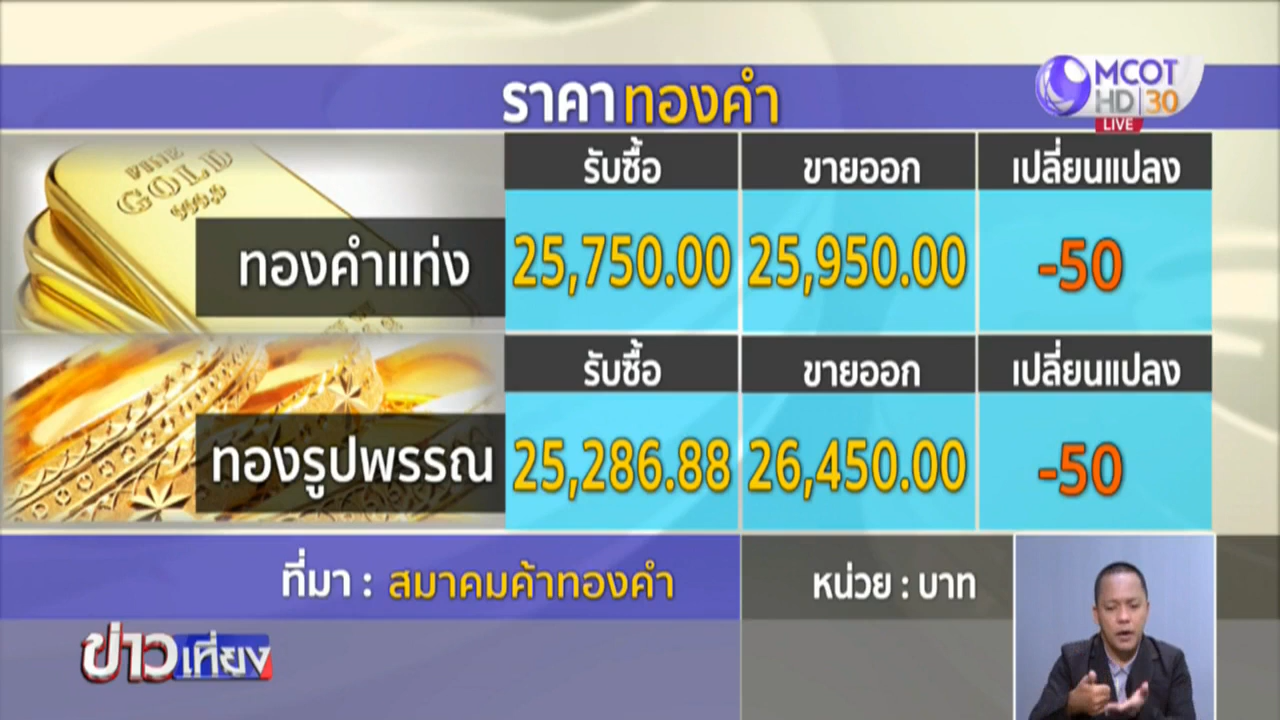 ราคาทองคำ
MCOT
HD 30
LIVE
FINE
GOLD
999.9
รับซื้อ ขายออก เปลี่ยนแปลง
ทองคำแท่ง 25,750.00 25,950.00 -50
รับซื้อ ขายออก เปลี่ยนแปลง
ทองรูปพรรณ 25,286.88 26,450.00 -50
ที่มา : สมาคมค้าทองคำ หน่วย : บาท
ข่าวเที่ยง